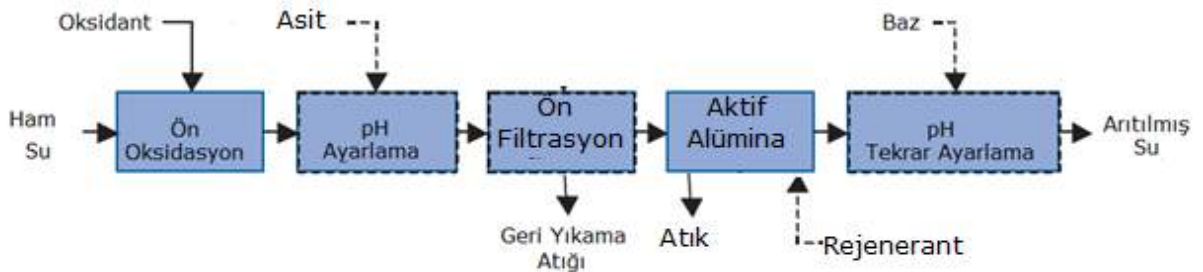 Oksidant
Asit
Baz
Ham
Su
Ön
Oksidasyon
pH
Ayarlama
Ön
Filtrasyon
Aktif
Alümina
pH
Tekrar Ayarlama
Arıtılmış
Su
Geri Yıkama
Atığı
Atık
Rejenerant